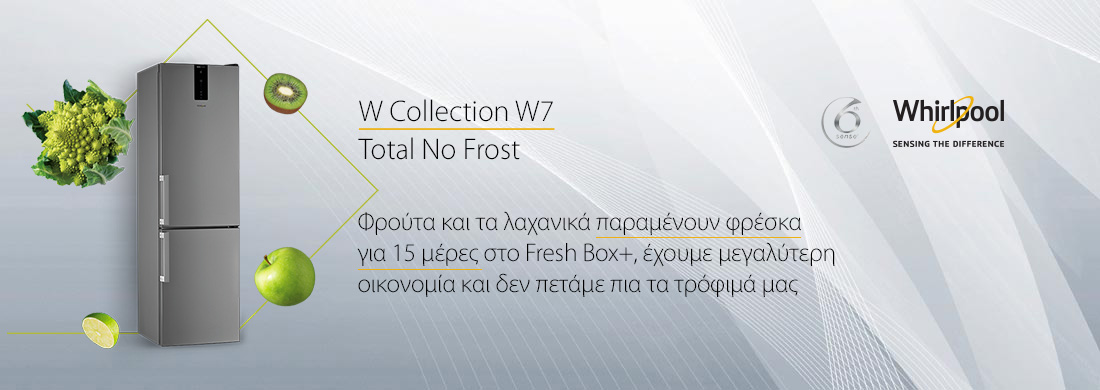 W Collection W7
Total No Frost
Φρούτα και τα λαχανικά παραμένουν φρέσκα
για 15 μέρες στο Fresh Box+, έχουμε μεγαλύτερη
οικονομία και δεν πετάμε πια τα τρόφιμά μας
6th
sense
Whirlpool
SENSING THE DIFFERENCE